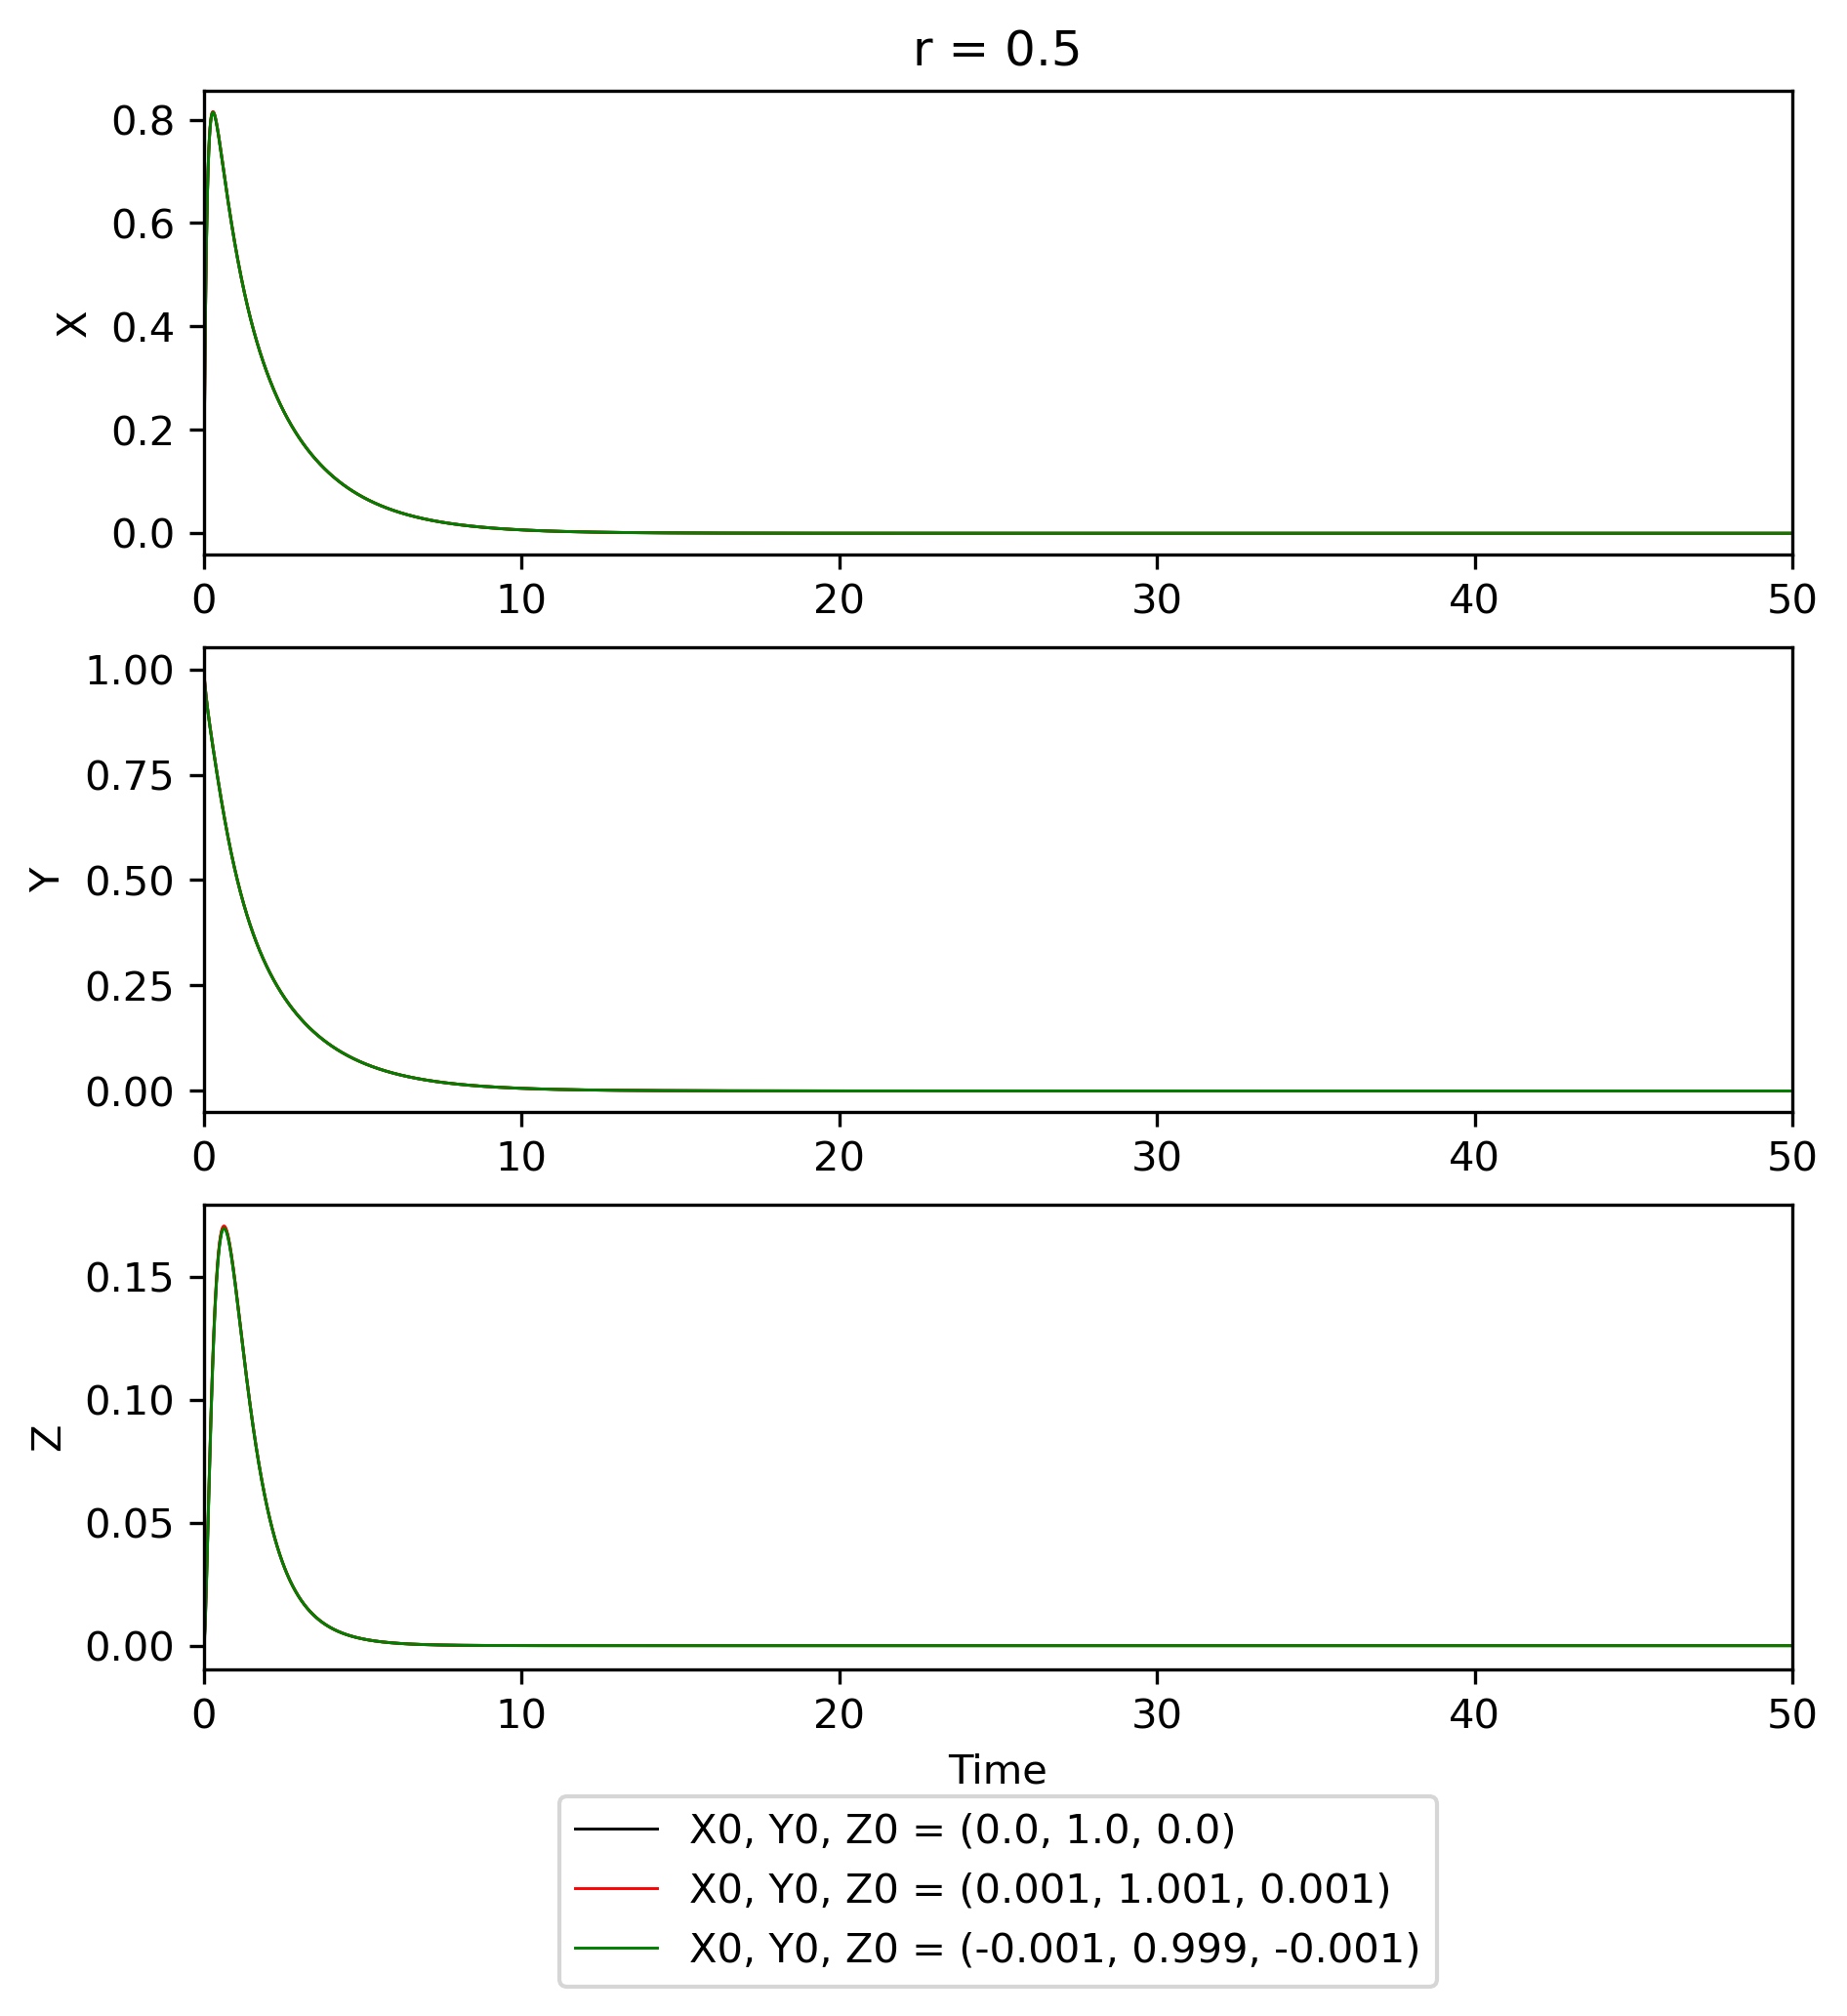 r = 0.5
0.8
0.6
0.4
0.2
0.0
X
0 10 20 30 40 50
1.00
0.75
0.50
0.25
0.00
Y
0 10 20 30 40 50
0.15
0.10
0.05
0.00
Z
0 10 20 30 40 50
Time
X0, Y0, Z0 = (0.0, 1.0, 0.0)
X0, Y0, Z0 = (0.001, 1.001, 0.001)
X0, Y0, Z0 = (-0.001, 0.999, -0.001)